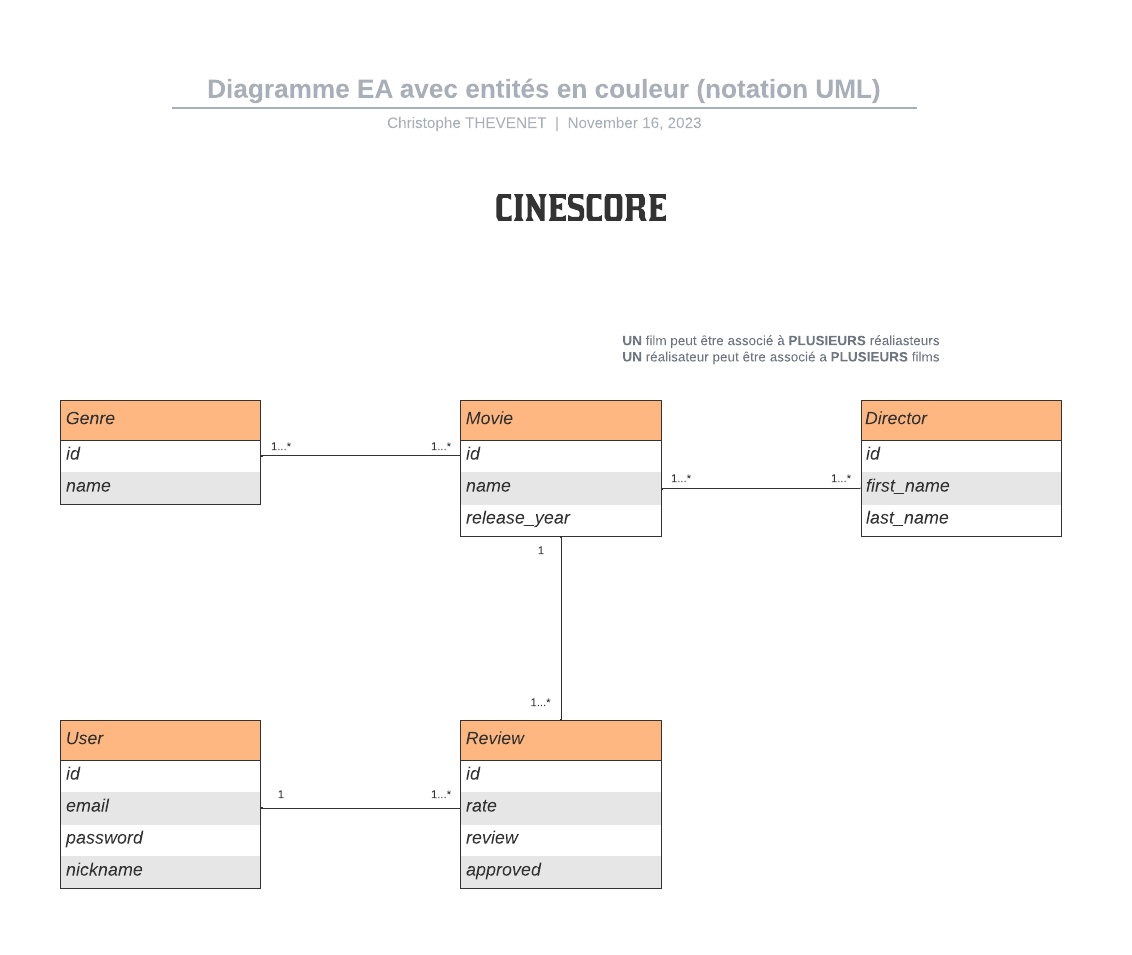 Diagramme EA avec entités en couleur (notation UML)
Christophe THEVENET | November 16, 2023
CINESCORE
UN film peut être associé à PLUSIEURS réaliasteurs
UN réalisateur peut être associé a PLUSIEURS films
Genre
id
name
1...*
1...*
Movie
id
name
release_year
1...*
1...*
Director
id
first_name
last_name
1
1...*
User
id
email
password
nickname
1
1...*
Review
id
rate
review
approved